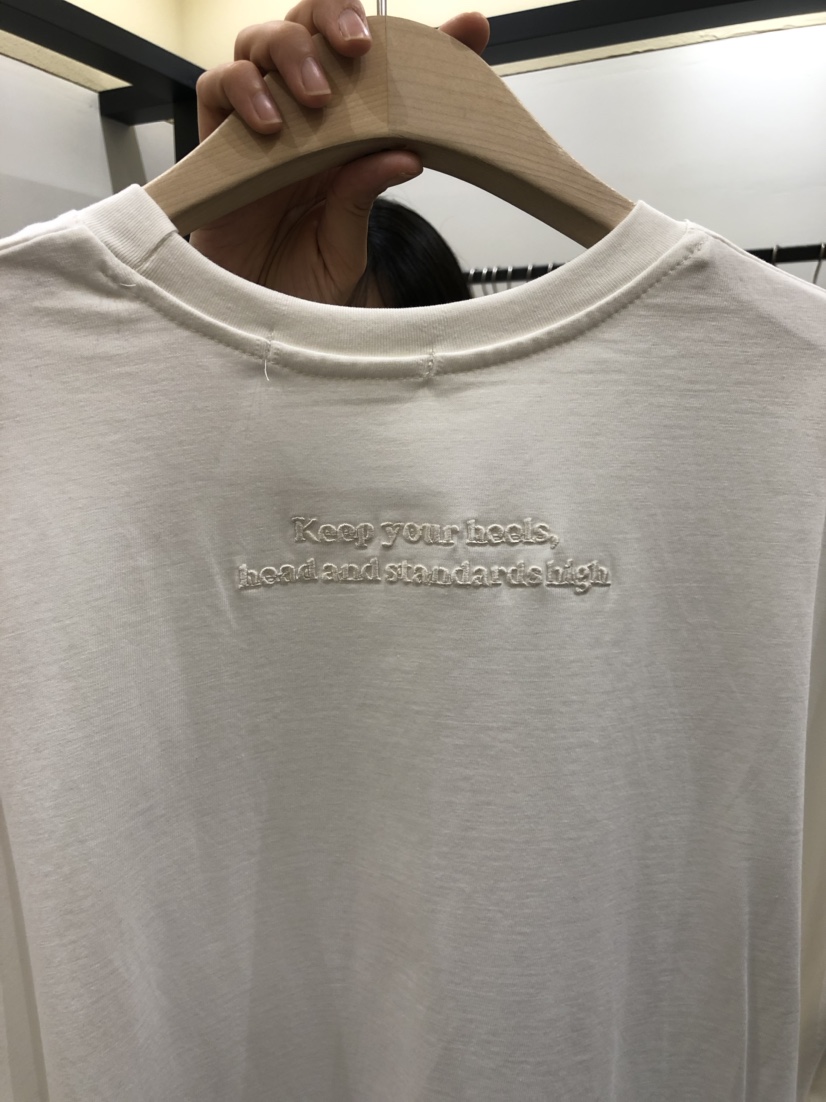 Keep your heels,
head and standards high